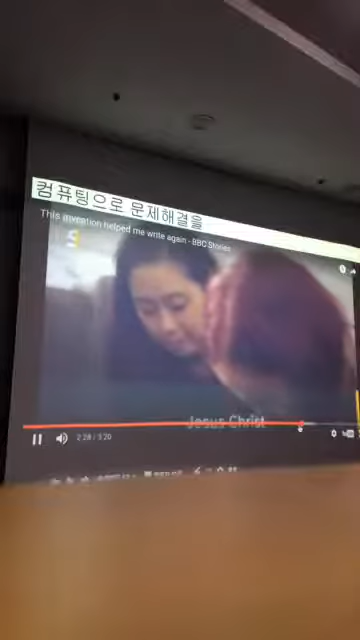 컴퓨팅으로 문제해결을
This invention helped me write again - BBC Stories
Jesus Christ
2:28 / 3:20